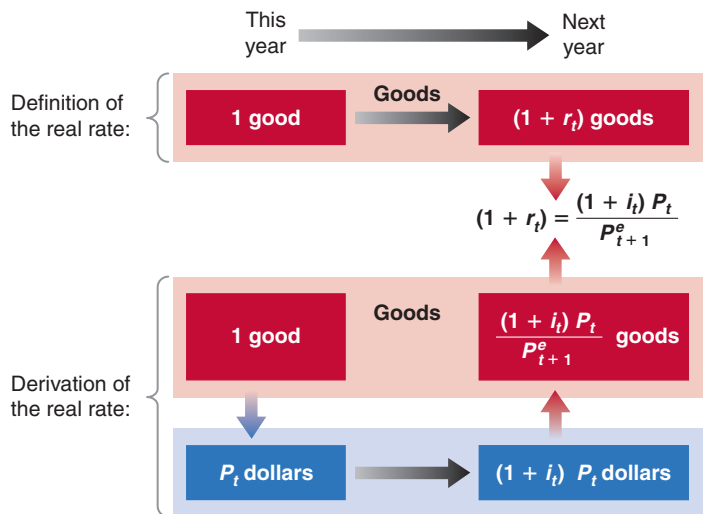 This year
Next year
Definition of
the real rate:
Goods
1 good
(1 + r_t) goods
(1 + r_t) = (1 + i_t) P_t / P^e_{t+1}
Derivation of
the real rate:
1 good
Goods
(1 + i_t) P_t / P^e_{t+1} goods
P_t dollars
(1 + i_t) P_t dollars